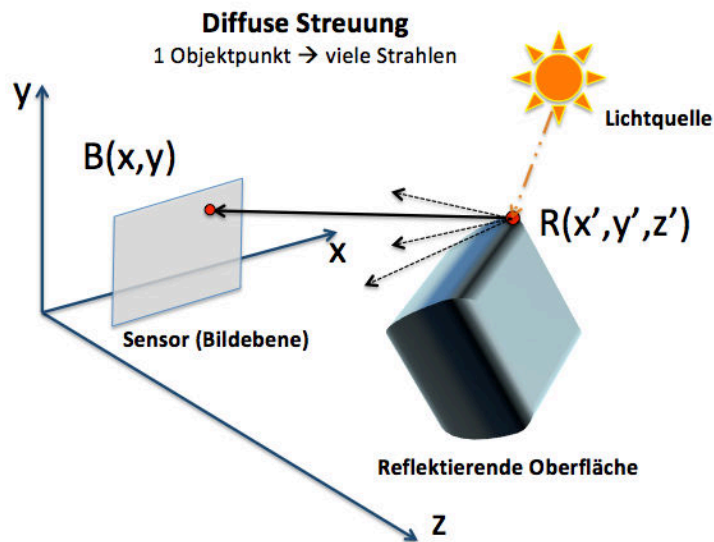 Diffuse Streuung
1 Objektpunkt → viele Strahlen
y
Lichtquelle
B(x,y)
R(x’,y’,z’)
x
Sensor (Bildebene)
Reflektierende Oberfläche
z